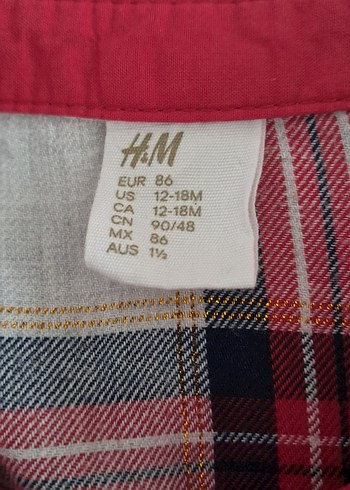 H&M
EUR 86
US 12-18M
CA 12-18M
CN 90/48
MX 86
AUS 1½